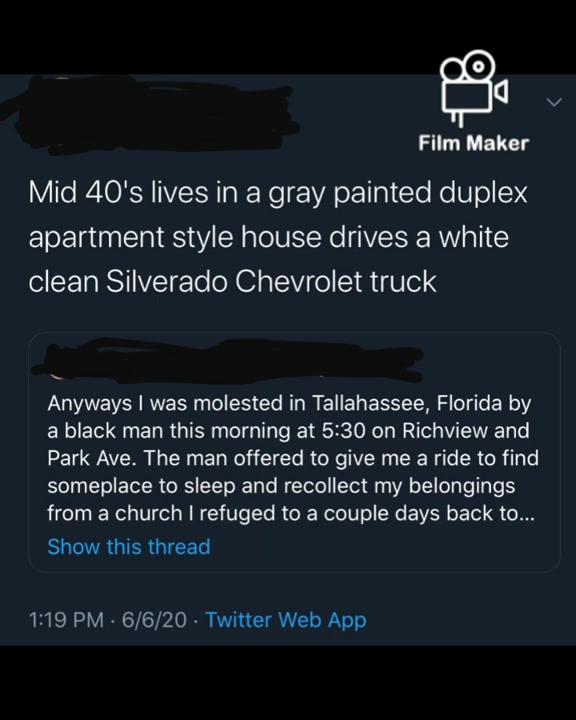 Film Maker
Mid 40's lives in a gray painted duplex
apartment style house drives a white
clean Silverado Chevrolet truck
Anyways I was molested in Tallahassee, Florida by
a black man this morning at 5:30 on Richview and
Park Ave. The man offered to give me a ride to find
someplace to sleep and recollect my belongings
from a church I refuged to a couple days back to...
Show this thread
1:19 PM · 6/6/20 · Twitter Web App